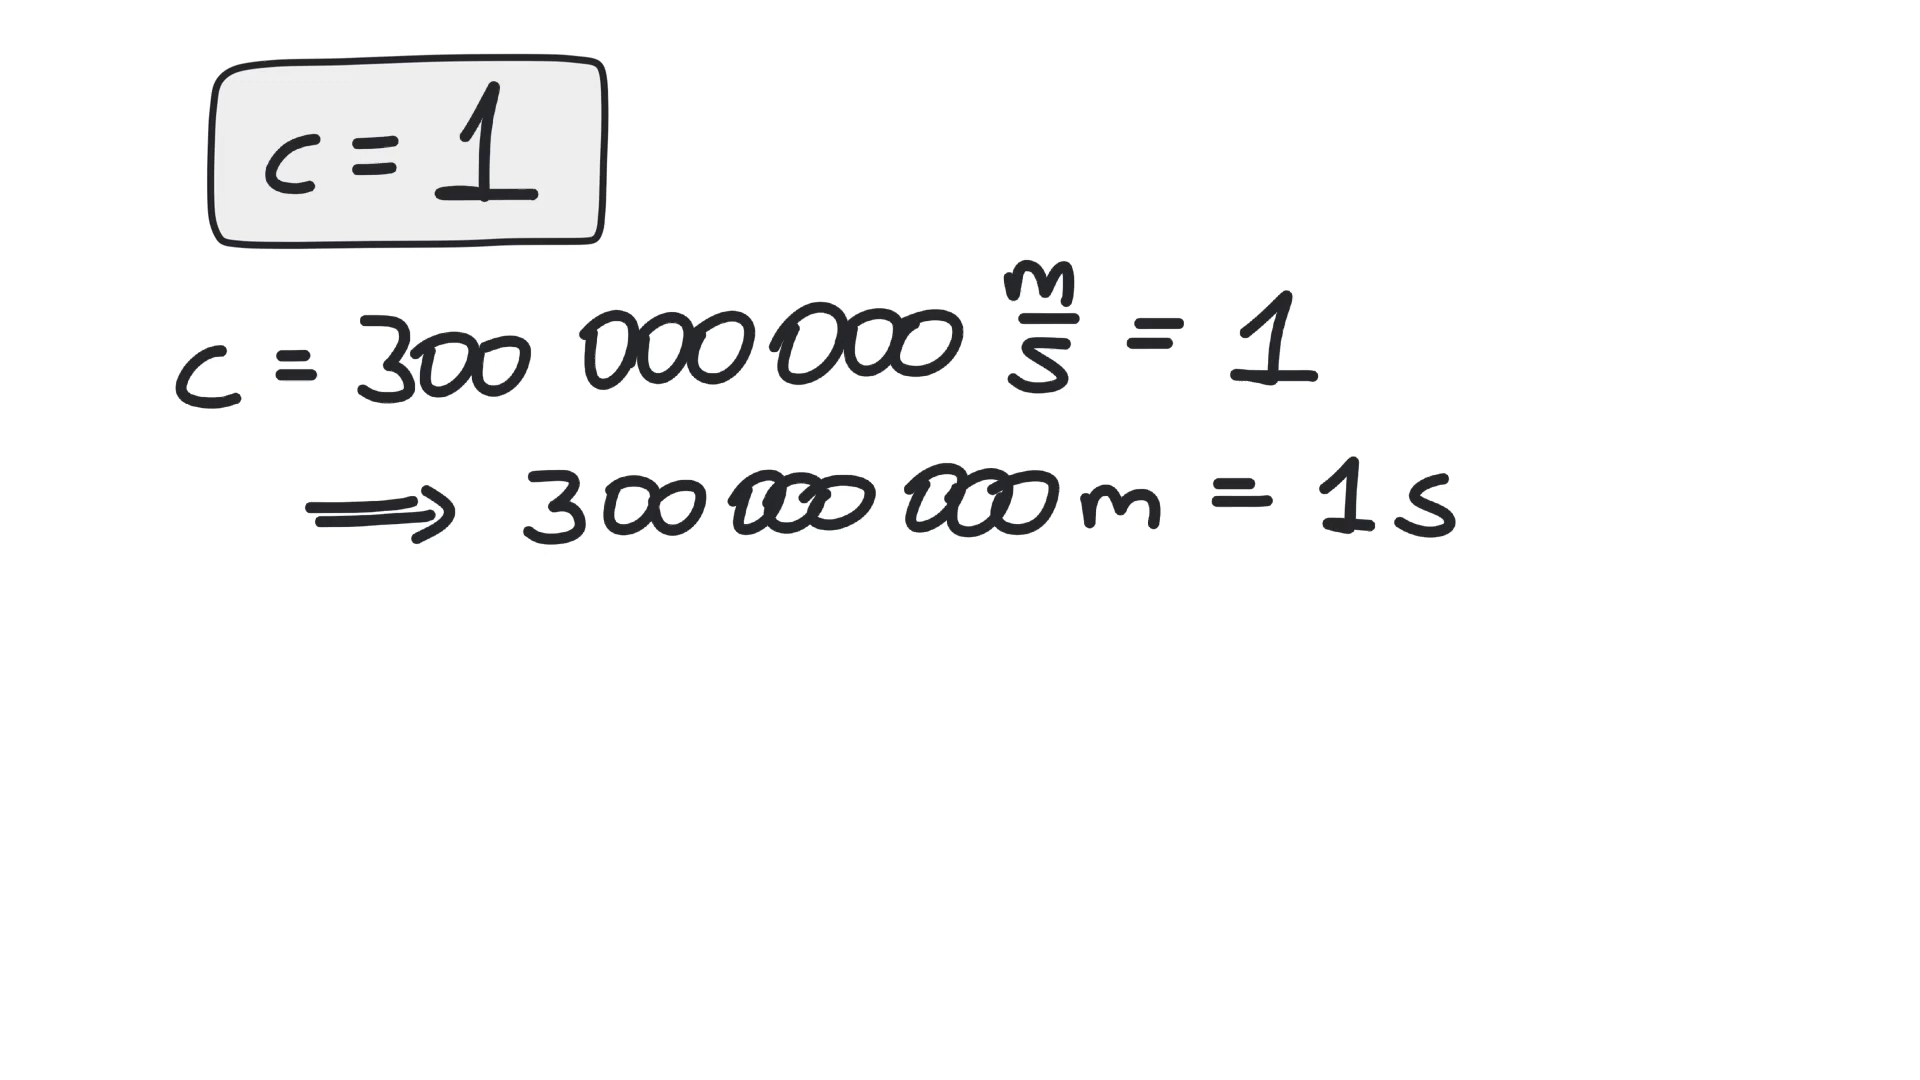 c = 1
c = 300 000 000 m/s = 1
⇒ 300 000 000 m = 1 s